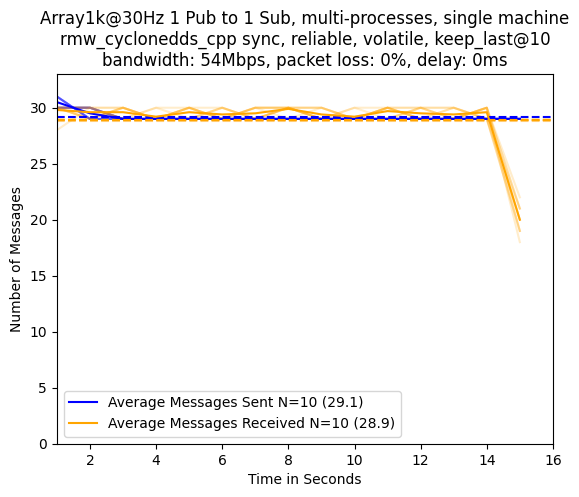 Array1k@30Hz 1 Pub to 1 Sub, multi-processes, single machine
rmw_cyclonedds_cpp sync, reliable, volatile, keep_last@10
bandwidth: 54Mbps, packet loss: 0%, delay: 0ms
Number of Messages
30
25
20
15
10
5
0
Average Messages Sent N=10 (29.1)
Average Messages Received N=10 (28.9)
2 4 6 8 10 12 14 16
Time in Seconds